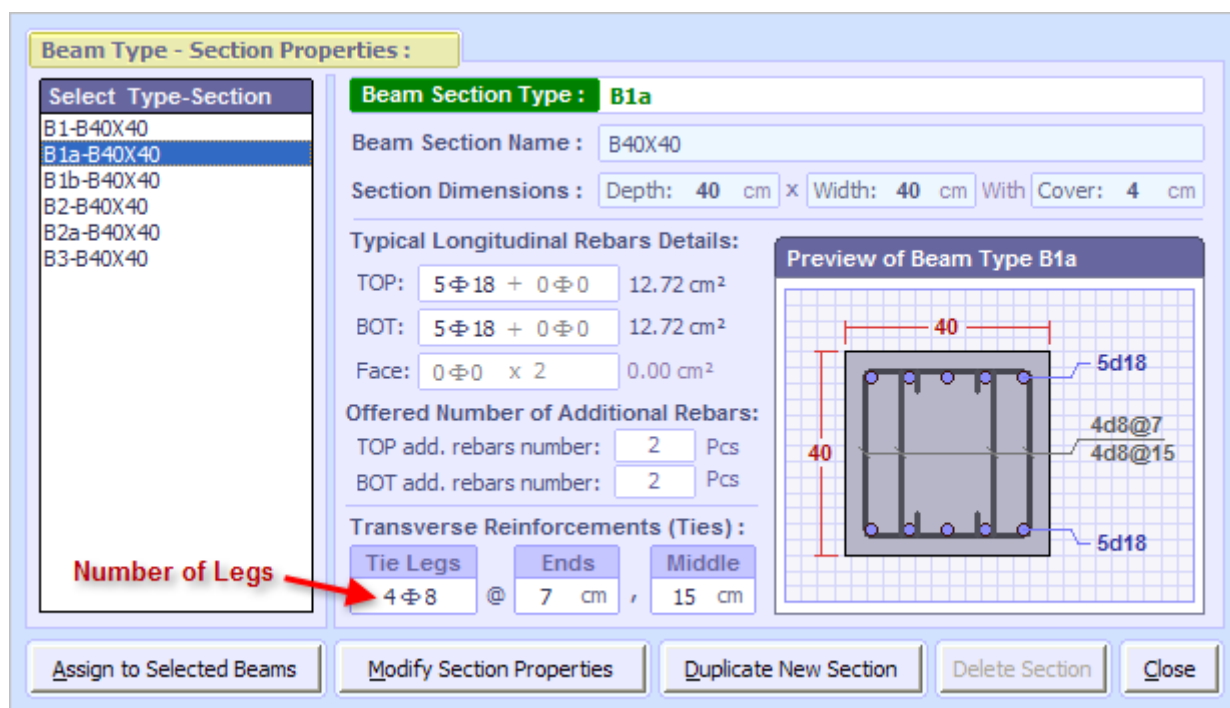 Beam Type - Section Properties :
Select Type-Section
B1-B40X40
B1a-B40X40
B1b-B40X40
B2-B40X40
B2a-B40X40
B3-B40X40
Number of Legs
Beam Section Type : B1a
Beam Section Name : B40X40
Section Dimensions : Depth: 40 cm x Width: 40 cm With Cover: 4 cm
Typical Longitudinal Rebars Details:
TOP: 5Φ18 + 0Φ0 12.72 cm²
BOT: 5Φ18 + 0Φ0 12.72 cm²
Face: 0Φ0 x 2 0.00 cm²
Offered Number of Additional Rebars:
TOP add. rebars number: 2 Pcs
BOT add. rebars number: 2 Pcs
Transverse Reinforcements (Ties) :
Tie Legs Ends Middle
4Φ8 @ 7 cm , 15 cm
Preview of Beam Type B1a
40
5d18
4d8@7
40
4d8@15
5d18
Assign to Selected Beams Modify Section Properties Duplicate New Section Delete Section Close